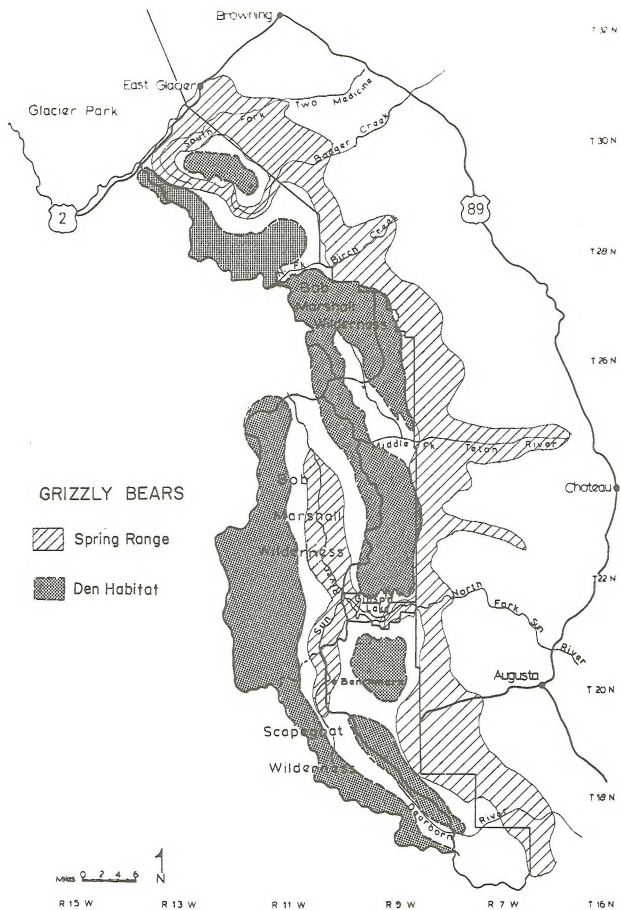 Browning
T 32 N
East Glacier
Glacier Park
South Fork Two Medicine
Badger Creek
T 30 N
2
89
Fk Birch Creek
T 28 N
Bob
Marshall
Wilderness
T 26 N
Middle Fk Teton River
GRIZZLY BEARS
Spring Range
Den Habitat
Choteau
Bob
Marshall
Wilderness
T 22 N
Sun River
Gibson
Lake
North Fork Sun River
Benchmark
Augusta
T 20 N
Scapegoat
Wilderness
Dearborn River
T 18 N
Miles 0 2 4 6
N
R 15 W
R 13 W
R 11 W
R 9 W
R 7 W
T 16 N